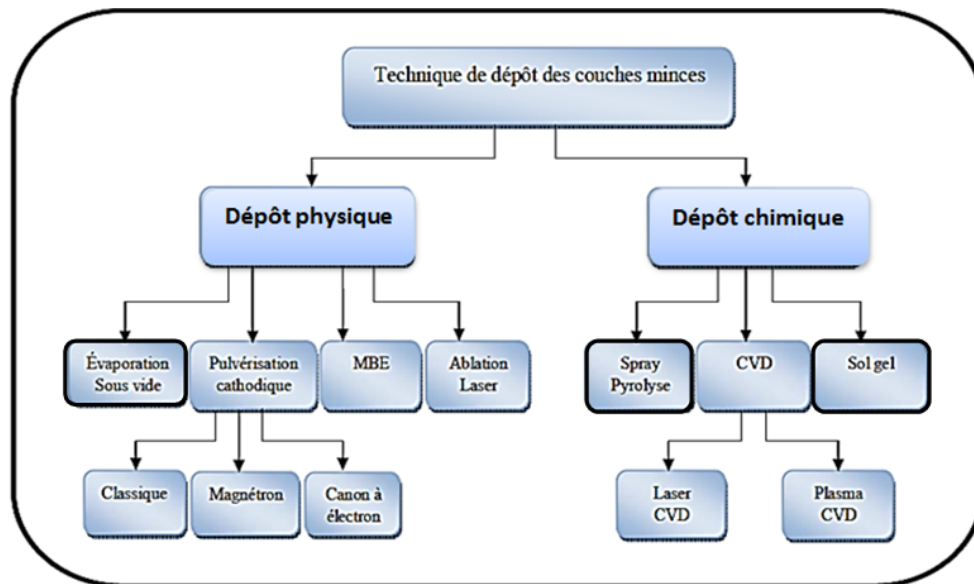 Technique de dépôt des couches minces
Dépôt physique
Dépôt chimique
Évaporation
Sous vide
Pulvérisation
cathodique
MBE
Ablation
Laser
Spray
Pyrolyse
CVD
Sol gel
Classique
Magnétron
Canon à
électron
Laser
CVD
Plasma
CVD